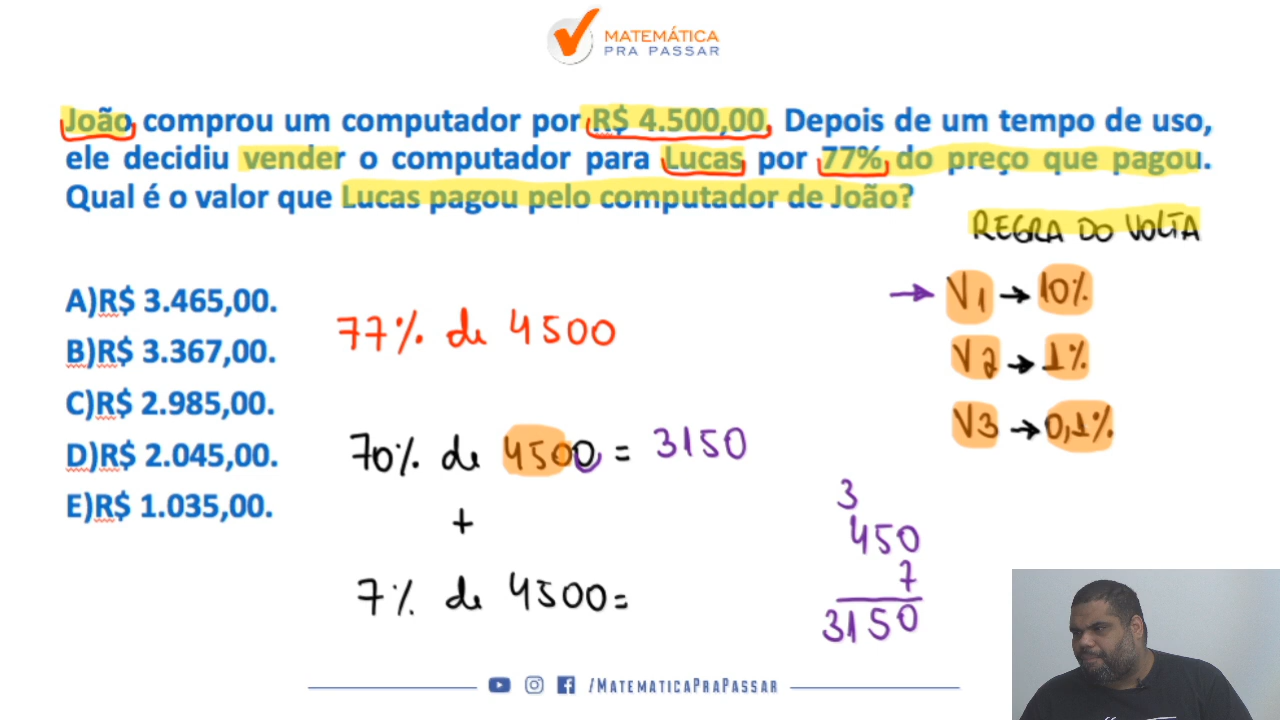 MATEMÁTICA
PRA PASSAR
João comprou um computador por R$ 4.500,00. Depois de um tempo de uso,
ele decidiu vender o computador para Lucas por 77% do preço que pagou.
Qual é o valor que Lucas pagou pelo computador de João?
REGRA DO VOLTA
A)R$ 3.465,00.
B)R$ 3.367,00.
C)R$ 2.985,00.
D)R$ 2.045,00.
E)R$ 1.035,00.
77% de 4500
70% de 4500 = 3150
+
7% de 4500=
→ V1 → 10%
V2 → 1%
V3 → 0,1%
3
450
7
3150
/MATEMATICAPRAPASSAR